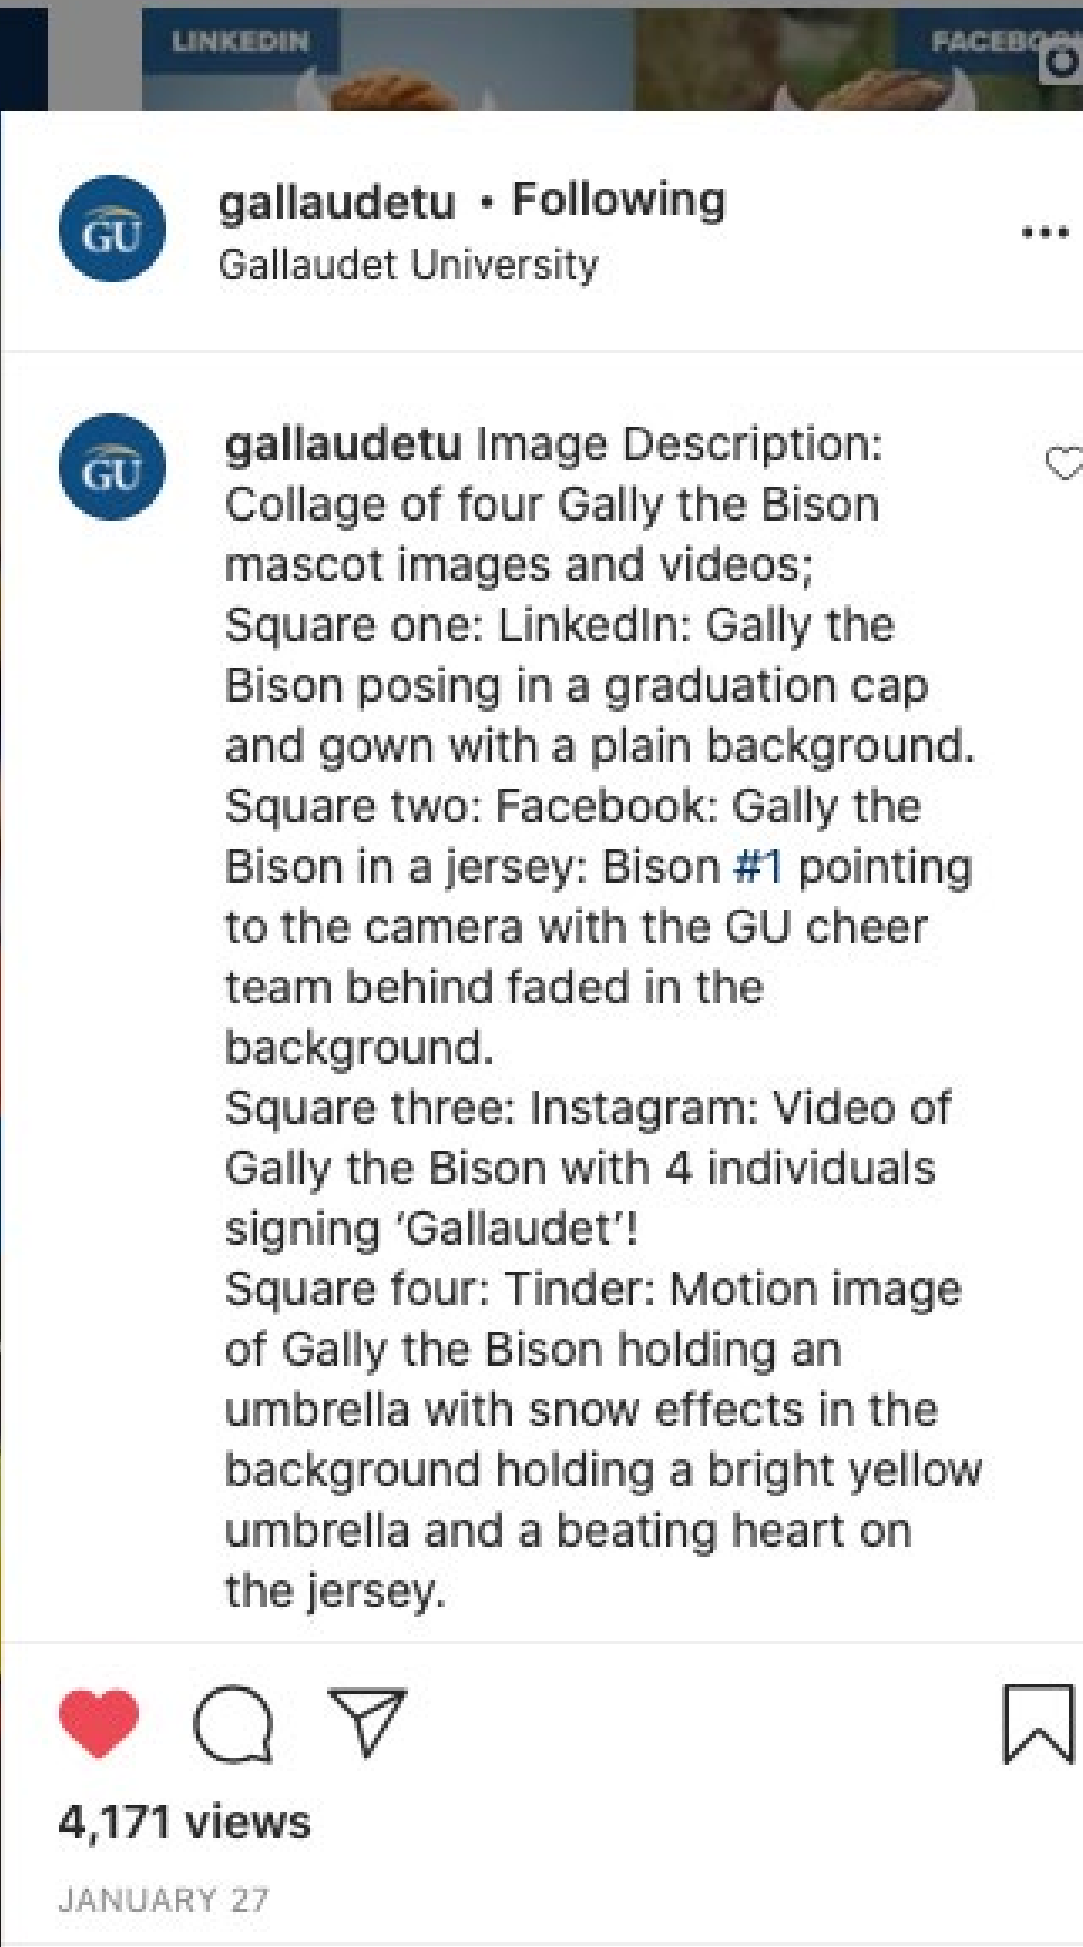 LINKEDIN
FACEBO
gallaudetu • Following
Gallaudet University
GU
GU
gallaudetu Image Description:
Collage of four Gally the Bison
mascot images and videos;
Square one: LinkedIn: Gally the
Bison posing in a graduation cap
and gown with a plain background.
Square two: Facebook: Gally the
Bison in a jersey: Bison #1 pointing
to the camera with the GU cheer
team behind faded in the
background.
Square three: Instagram: Video of
Gally the Bison with 4 individuals
signing ‘Gallaudet’!
Square four: Tinder: Motion image
of Gally the Bison holding an
umbrella with snow effects in the
background holding a bright yellow
umbrella and a beating heart on
the jersey.
4,171 views
JANUARY 27